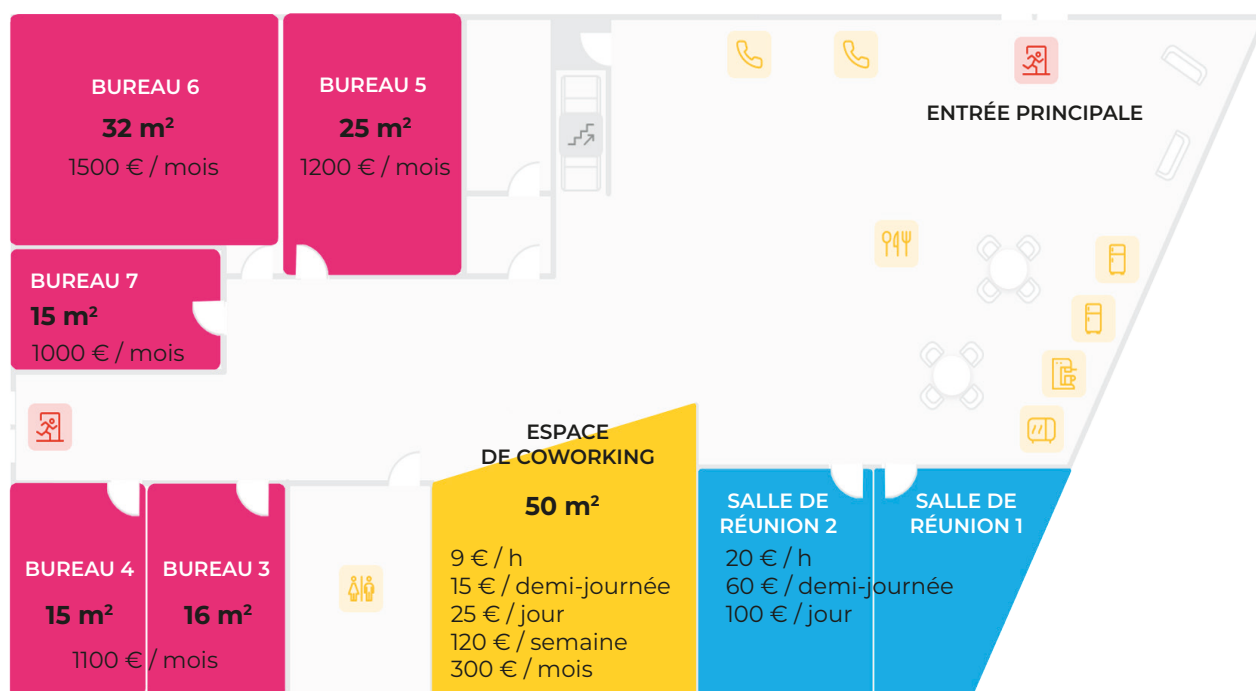 BUREAU 6
32 m²
1500 € / mois
BUREAU 5
25 m²
1200 € / mois
ENTRÉE PRINCIPALE
BUREAU 7
15 m²
1000 € / mois
ESPACE
DE COWORKING
50 m²
9 € / h
15 € / demi-journée
25 € / jour
120 € / semaine
300 € / mois
SALLE DE
RÉUNION 2
SALLE DE
RÉUNION 1
20 € / h
60 € / demi-journée
100 € / jour
BUREAU 4
15 m²
BUREAU 3
16 m²
1100 € / mois